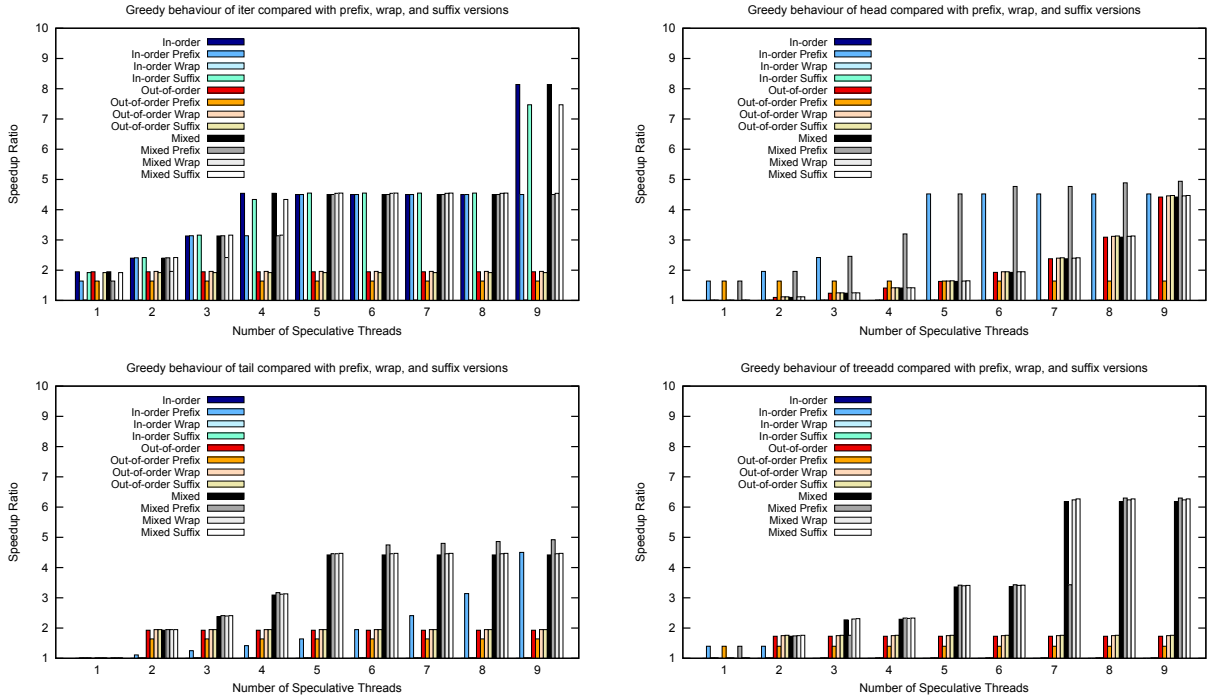 Greedy behaviour of iter compared with prefix, wrap, and suffix versions
10
9
8
7
6
5
4
3
2
1
Speedup Ratio
In-order
In-order Prefix
In-order Wrap
In-order Suffix
Out-of-order
Out-of-order Prefix
Out-of-order Wrap
Out-of-order Suffix
Mixed
Mixed Prefix
Mixed Wrap
Mixed Suffix
1 2 3 4 5 6 7 8 9
Number of Speculative Threads
Greedy behaviour of head compared with prefix, wrap, and suffix versions
10
9
8
7
6
5
4
3
2
1
Speedup Ratio
In-order
In-order Prefix
In-order Wrap
In-order Suffix
Out-of-order
Out-of-order Prefix
Out-of-order Wrap
Out-of-order Suffix
Mixed
Mixed Prefix
Mixed Wrap
Mixed Suffix
1 2 3 4 5 6 7 8 9
Number of Speculative Threads
Greedy behaviour of tail compared with prefix, wrap, and suffix versions
10
9
8
7
6
5
4
3
2
1
Speedup Ratio
In-order
In-order Prefix
In-order Wrap
In-order Suffix
Out-of-order
Out-of-order Prefix
Out-of-order Wrap
Out-of-order Suffix
Mixed
Mixed Prefix
Mixed Wrap
Mixed Suffix
1 2 3 4 5 6 7 8 9
Number of Speculative Threads
Greedy behaviour of treeadd compared with prefix, wrap, and suffix versions
10
9
8
7
6
5
4
3
2
1
Speedup Ratio
In-order
In-order Prefix
In-order Wrap
In-order Suffix
Out-of-order
Out-of-order Prefix
Out-of-order Wrap
Out-of-order Suffix
Mixed
Mixed Prefix
Mixed Wrap
Mixed Suffix
1 2 3 4 5 6 7 8 9
Number of Speculative Threads